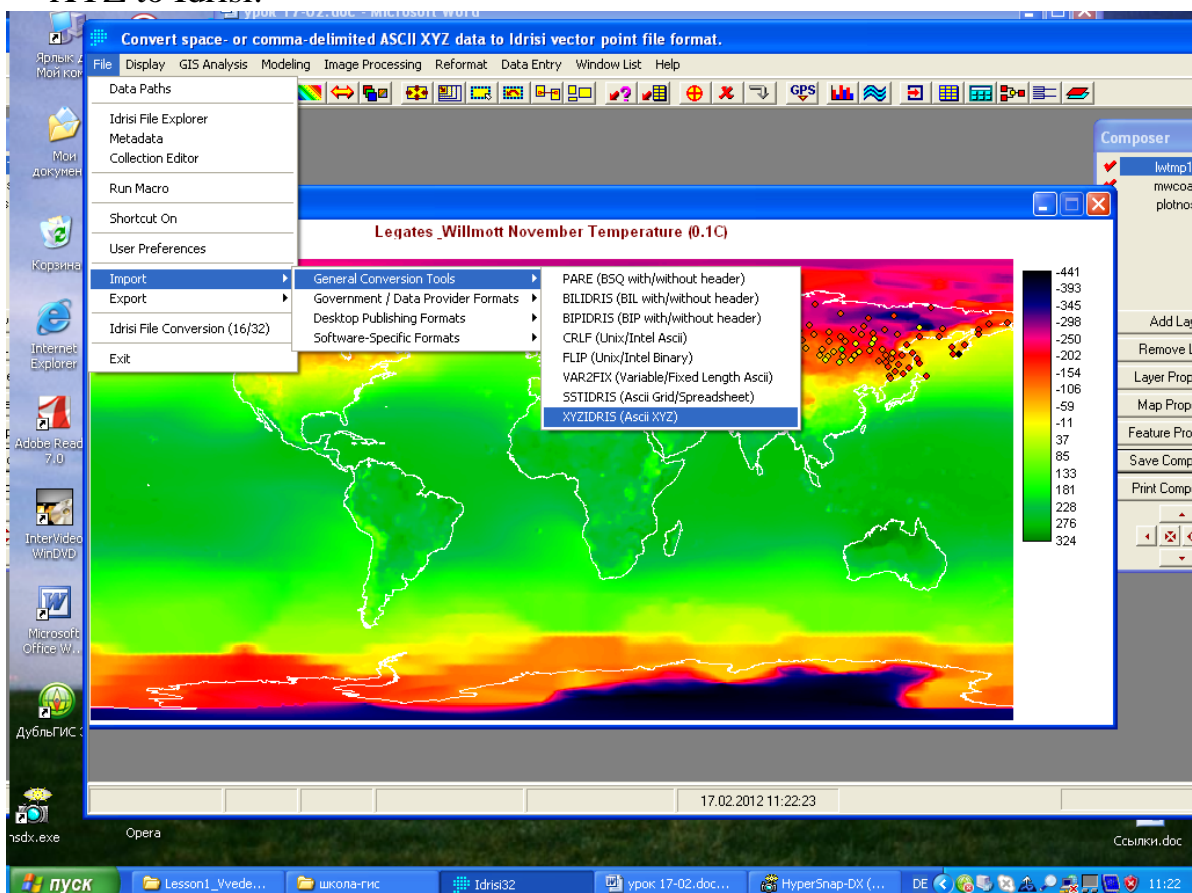 XYZ to Idrisi.
урок 17-02.doc - Microsoft Word
Ярлык д
Мой ком
Мои
докумен
Корзина
Internet
Explorer
Adobe Read
7.0
InterVideo
WinDVD
Microsoft
Office W...
ДубльГИС
nsdx.exe
Opera
Ссылки.doc
Convert space- or comma-delimited ASCII XYZ data to Idrisi vector point file format.
File Display GIS Analysis Modeling Image Processing Reformat Data Entry Window List Help
GPS
Data Paths
Idrisi File Explorer
Metadata
Collection Editor
Run Macro
Shortcut On
User Preferences
Import
Export
Idrisi File Conversion (16/32)
Exit
General Conversion Tools
Government / Data Provider Formats
Desktop Publishing Formats
Software-Specific Formats
PARE (BSQ with/without header)
BILIDRIS (BIL with/without header)
BIPIDRIS (BIP with/without header)
CRLF (Unix/Intel Ascii)
FLIP (Unix/Intel Binary)
VAR2FIX (Variable/Fixed Length Ascii)
SSTIDRIS (Ascii Grid/Spreadsheet)
XYZIDRIS (Ascii XYZ)
Legates _Willmott November Temperature (0.1C)
-441
-393
-345
-298
-250
-202
-154
-106
-59
-11
37
85
133
181
228
276
324
Composer
lwtmp1
mwcoa
plotno
Add La
Remove L
Layer Prop
Map Prop
Feature Pro
Save Comp
Print Comp
17.02.2012 11:22:23
пуск
Lesson1_Vvede...
школа-гис
Idrisi32
урок 17-02.doc...
HyperSnap-DX (...
DE
11:22